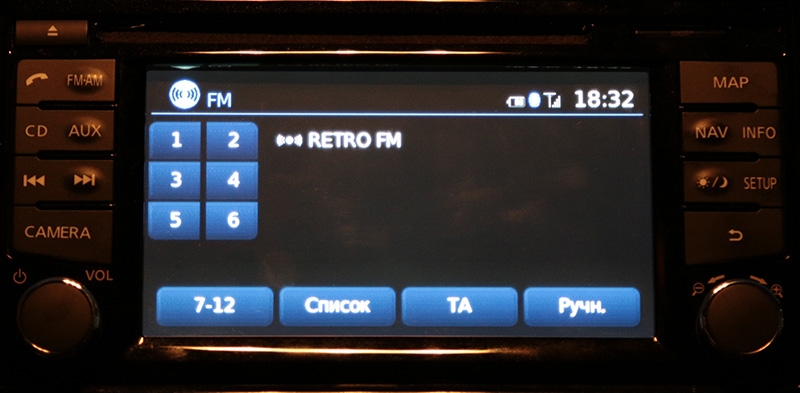 FM·AM
CD AUX
CAMERA
VOL
FM 18:32
1 2
3 4
5 6
RETRO FM
7-12 Список TA Ручн.
MAP
NAV INFO
SETUP